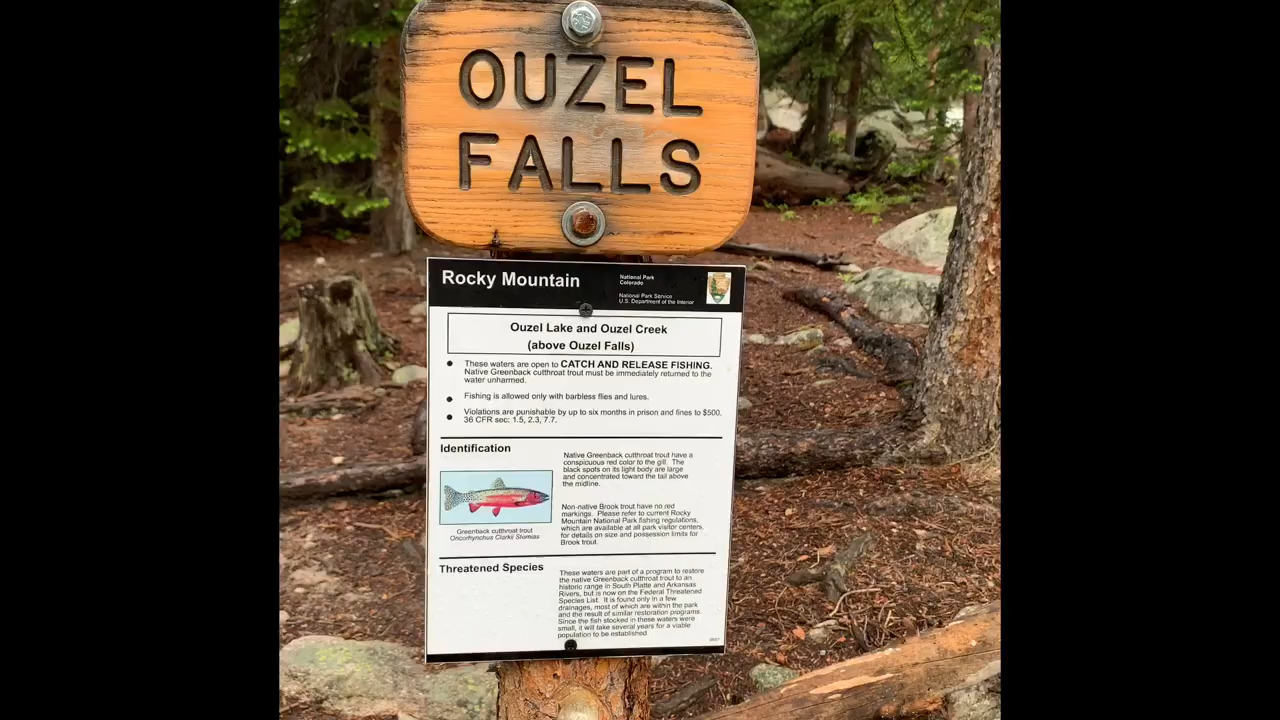 OUZEL
FALLS
Rocky Mountain
National Park
Colorado
National Park Service
U.S. Department of the Interior
Ouzel Lake and Ouzel Creek
(above Ouzel Falls)
These waters are open to CATCH AND RELEASE FISHING.
Native Greenback cutthroat trout must be immediately returned to the
water unharmed.
Fishing is allowed only with barbless flies and lures.
Violations are punishable by up to six months in prison and fines to $500,
36 CFR sec: 1.5, 2.3, 7.7.
Identification
Native Greenback cutthroat trout have a
conspicuous red color to the gill. The
black spots on its light body are large
and concentrated toward the tail above
the midline.
Greenback cutthroat trout
Oncorhynchus Clarkii Stomias
Non-native Brook trout have no red
markings. Please refer to current Rocky
Mountain National Park fishing regulations,
which are available at all park visitor centers,
for details on size and possession limits for
Brook trout.
Threatened Species
These waters are part of a program to restore
the native Greenback cutthroat trout to an
historic range in South Platte and Arkansas
Rivers, but is now on the Federal Threatened
Species List. It is found only in a few
drainages, most of which are within the park
and the result of similar restoration programs.
Since the fish stocked in these waters were
small, it will take several years for a viable
population to be established.